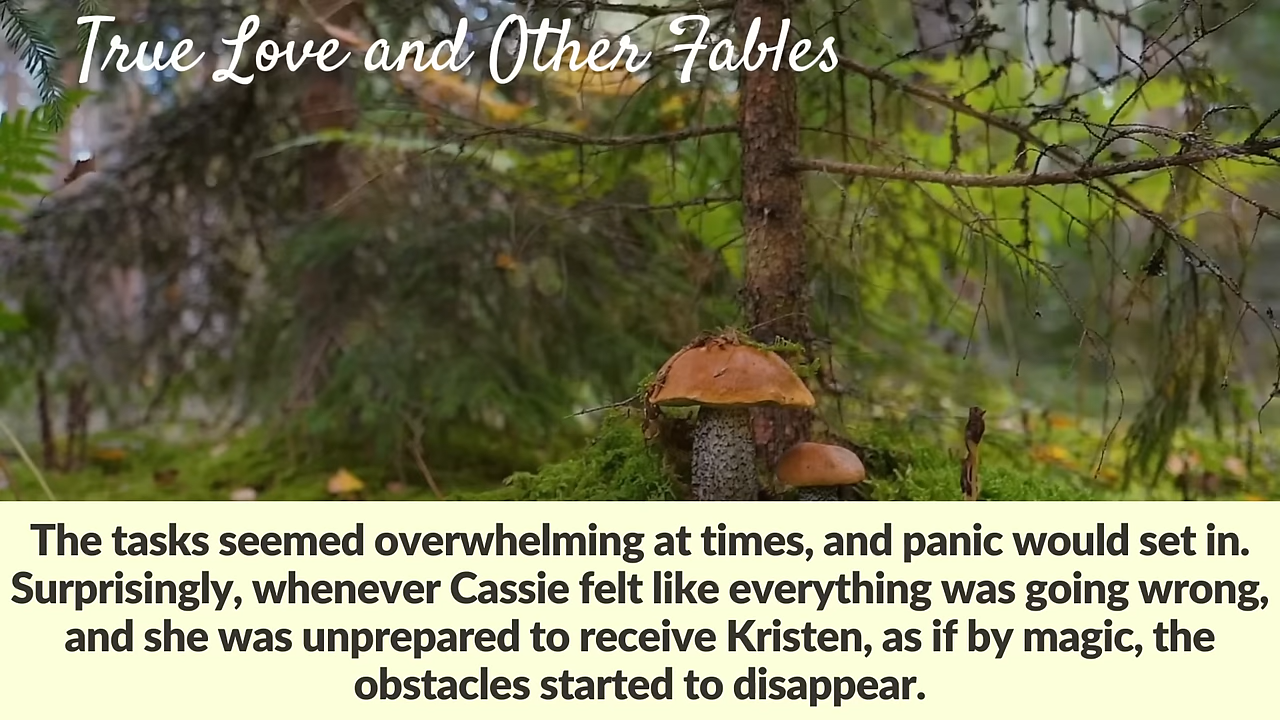 True Love and Other Fables
The tasks seemed overwhelming at times, and panic would set in.
Surprisingly, whenever Cassie felt like everything was going wrong,
and she was unprepared to receive Kristen, as if by magic, the
obstacles started to disappear.